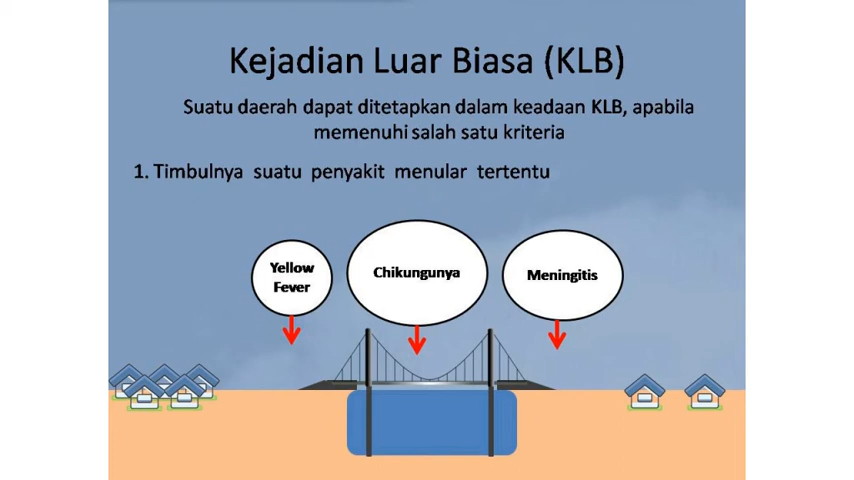 Kejadian Luar Biasa (KLB)
Suatu daerah dapat ditetapkan dalam keadaan KLB, apabila
memenuhi salah satu kriteria
1. Timbulnya suatu penyakit menular tertentu
Yellow
Fever
Chikungunya
Meningitis